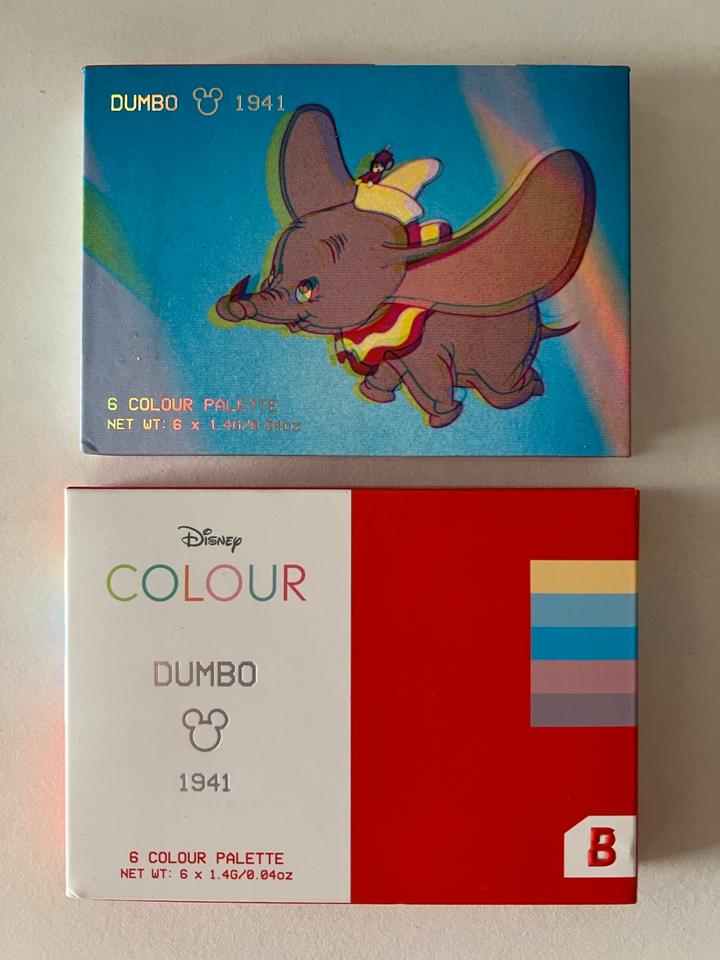 DUMBO 1941
6 COLOUR PALETTE
NET WT: 6 x 1.4G/0.04oz
Disney
COLOUR
DUMBO
1941
6 COLOUR PALETTE
NET WT: 6 x 1.4G/0.04oz
B